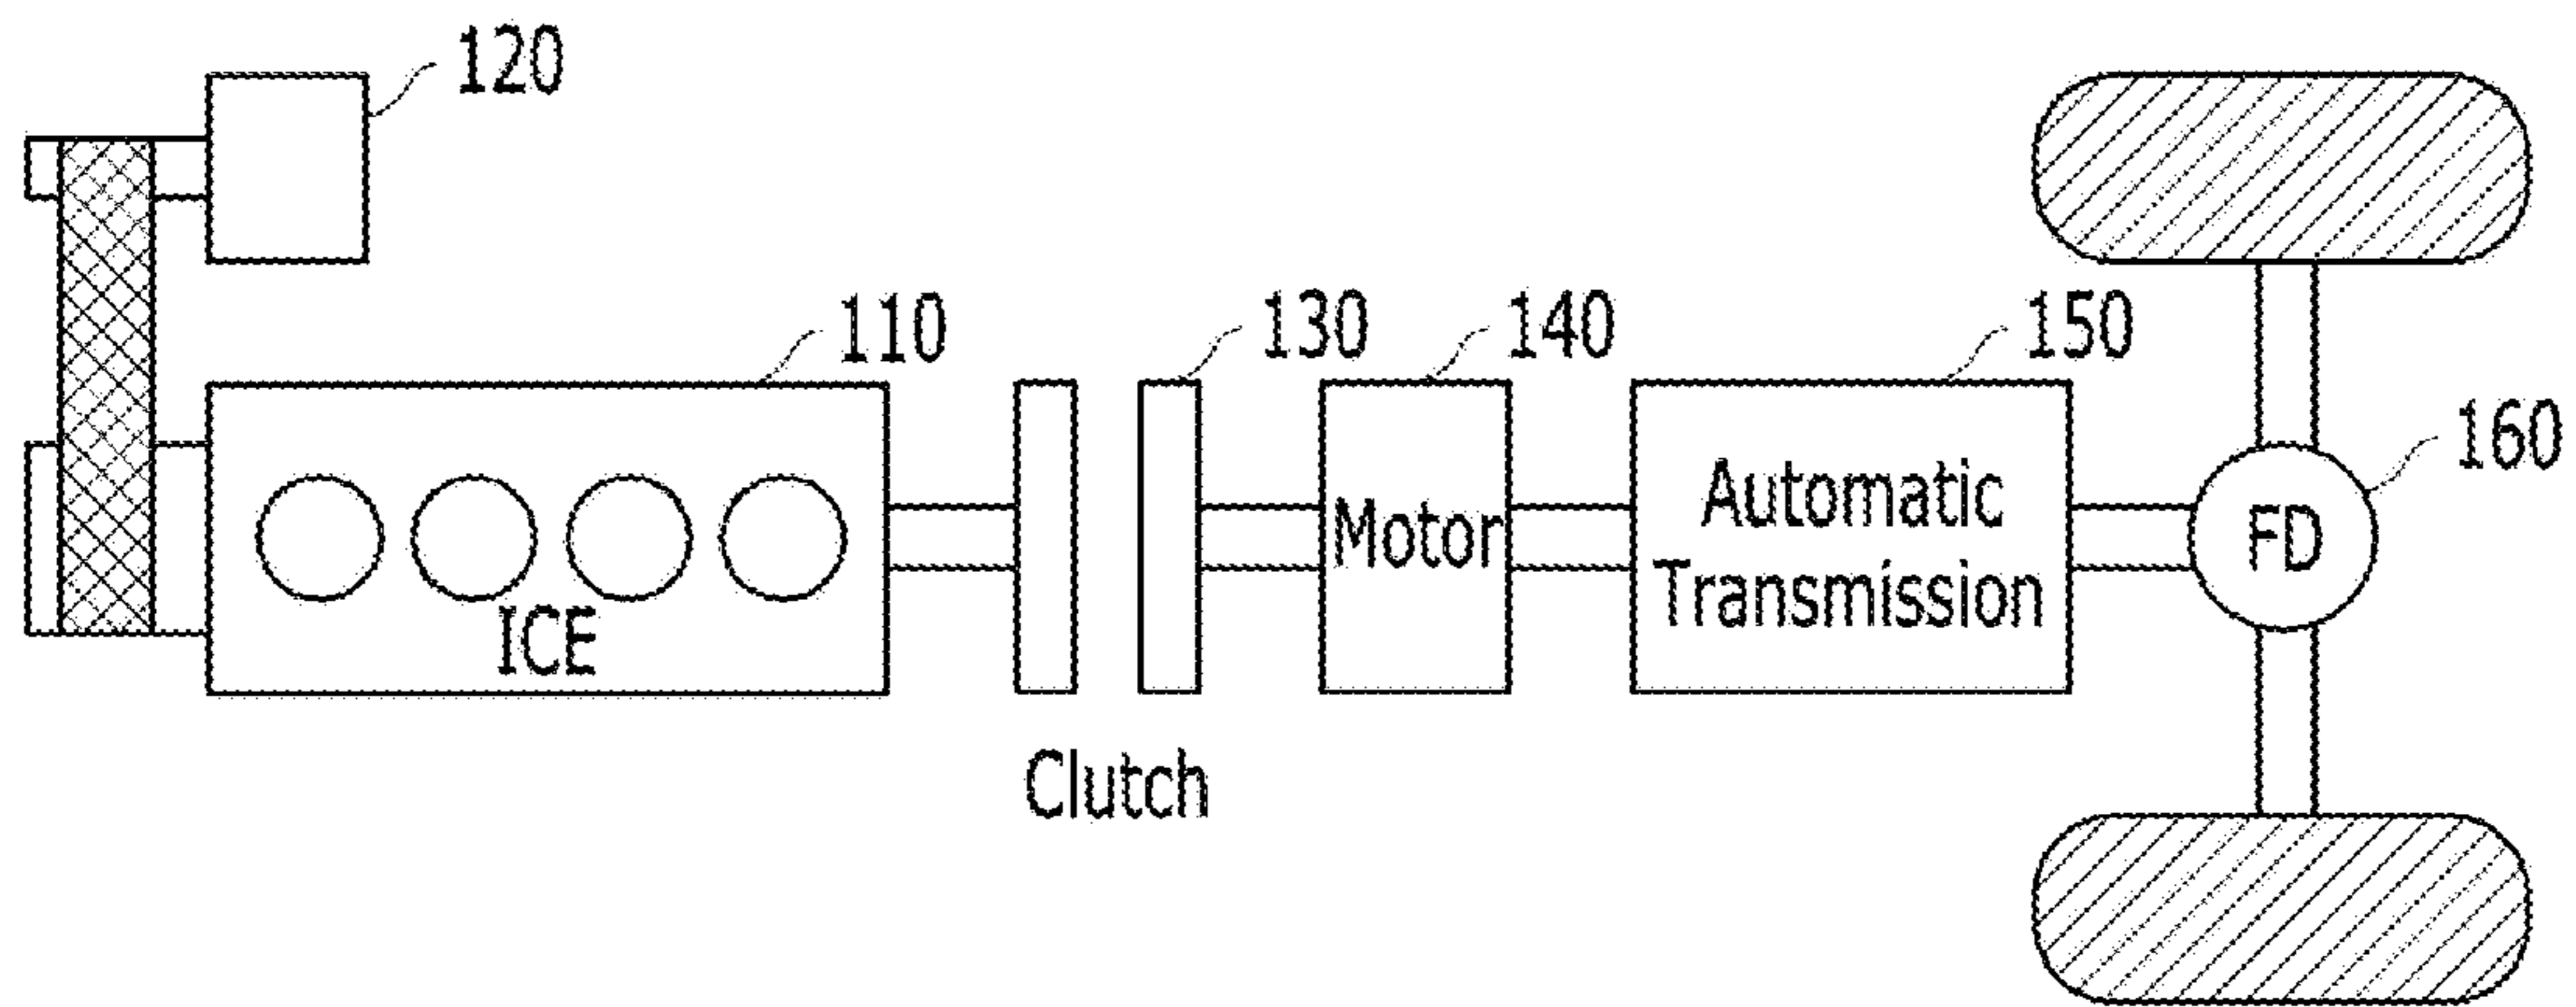 120
110
130
140
150
160
ICE
Clutch
Motor
Automatic
Transmission
FD